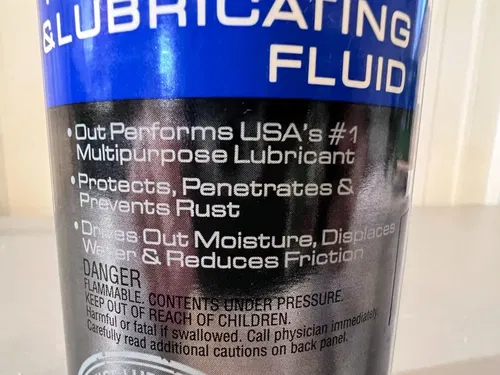 &LUBRICATING
FLUID
• Out Performs USA's #1
Multipurpose Lubricant
• Protects, Penetrates &
Prevents Rust
• Drives Out Moisture, Displaces
Water & Reduces Friction
DANGER
FLAMMABLE. CONTENTS UNDER PRESSURE.
KEEP OUT OF REACH OF CHILDREN.
Harmful or fatal if swallowed. Call physician immediately.
Carefully read additional cautions on back panel.